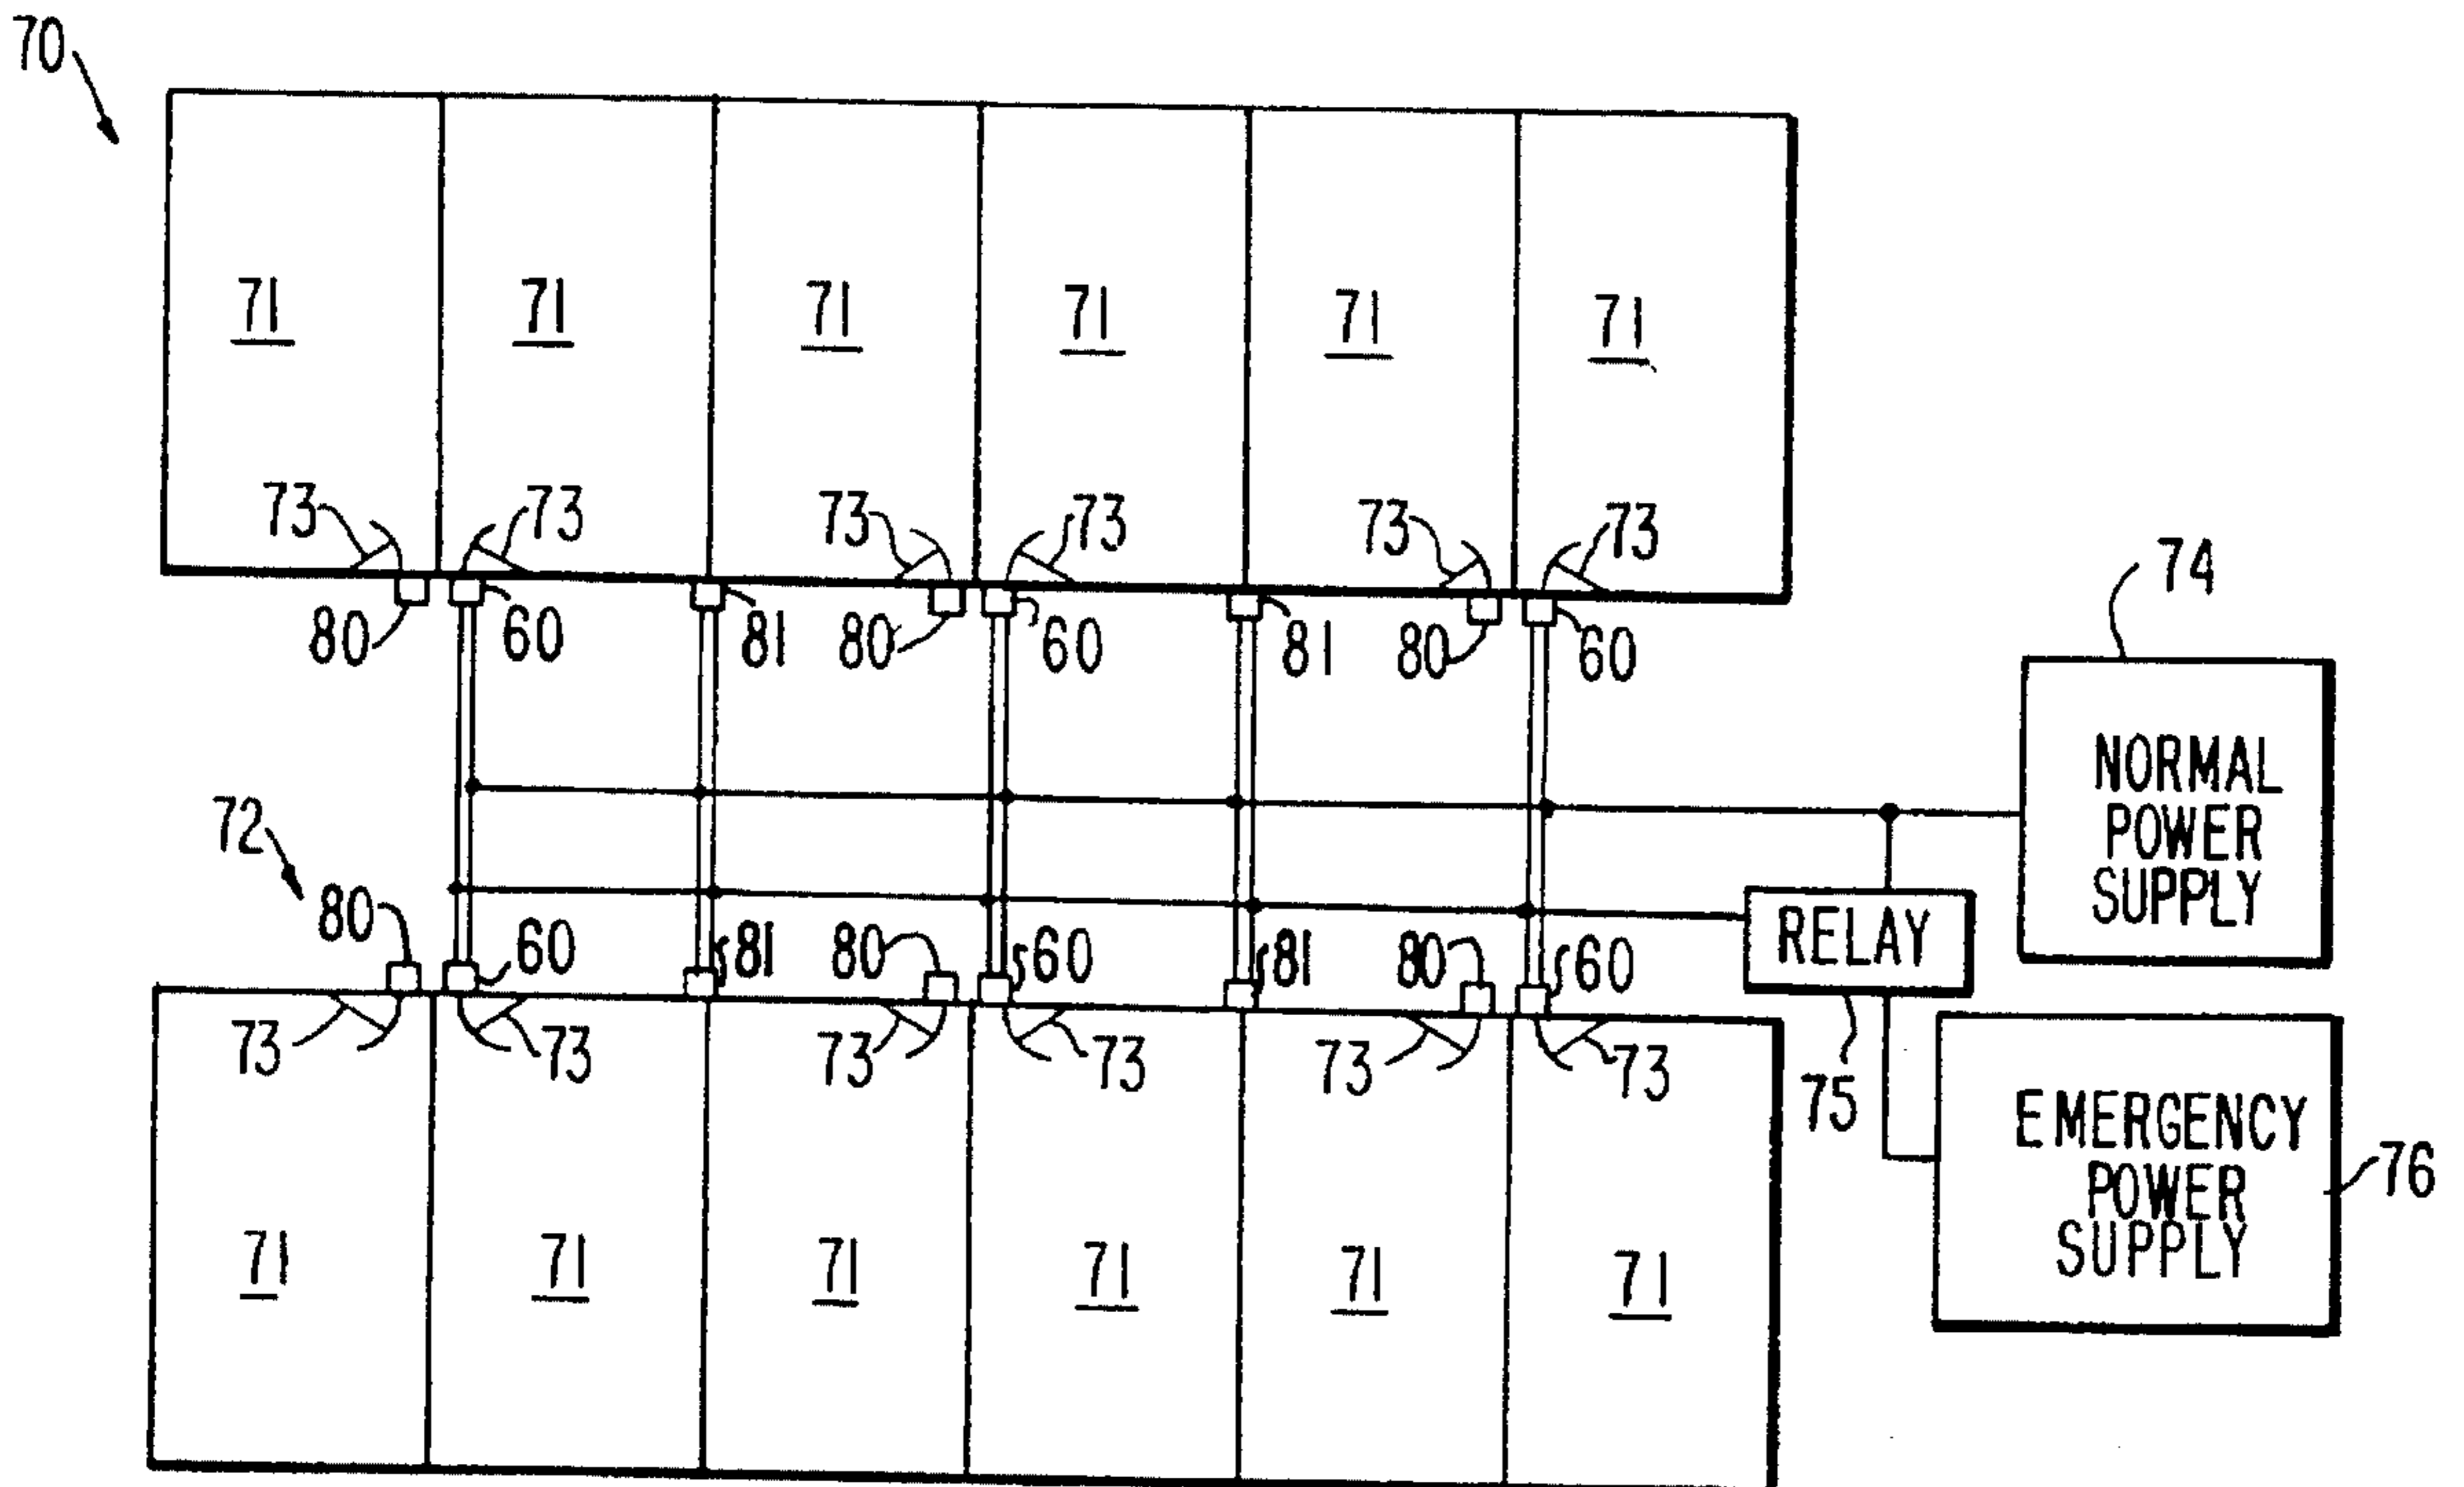 70
71 71 71 71 71 71
73 73 73 73 73 73
80 60 81 80 60 81 80 60
74
NORMAL
POWER
SUPPLY
72
80 60 81 80 60 81 80 60
RELAY
73 73 73 73 73 73
75
EMERGENCY
POWER
SUPPLY
76
71 71 71 71 71 71